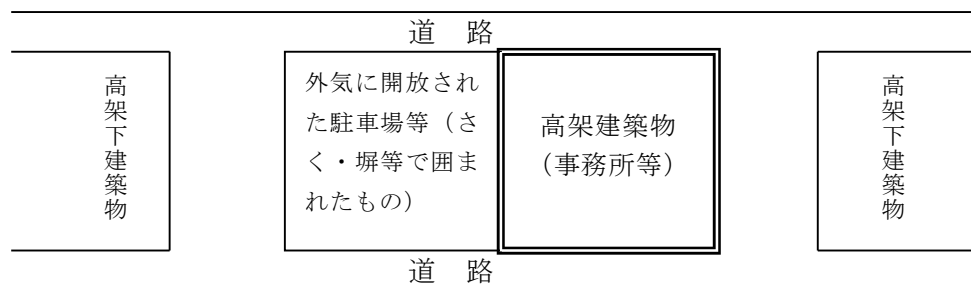 道　路
高架下建築物
外気に開放され
た駐車場等（さ
く・塀等で囲ま
れたもの）
高架建築物
（事務所等）
高架下建築物
道　路